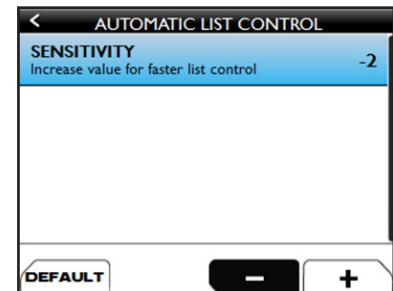 < AUTOMATIC LIST CONTROL
SENSITIVITY -2
Increase value for faster list control
DEFAULT - +